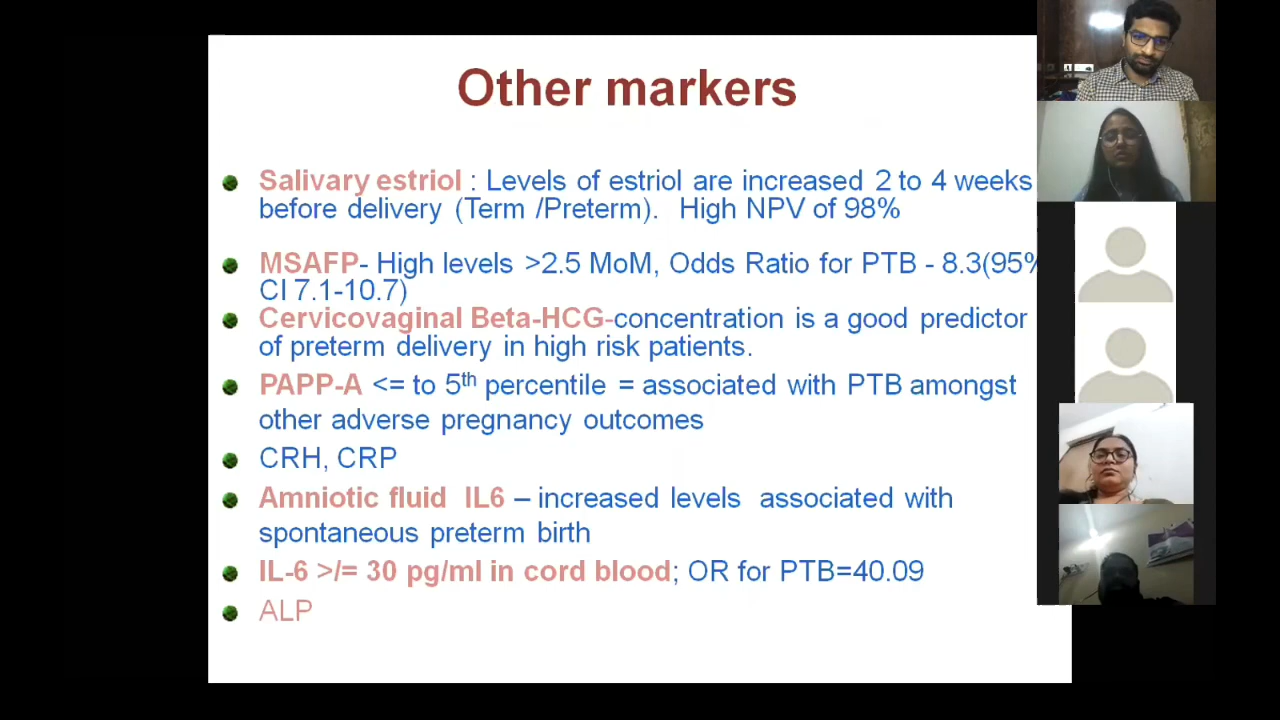 Other markers
Salivary estriol : Levels of estriol are increased 2 to 4 weeks
before delivery (Term /Preterm). High NPV of 98%
MSAFP- High levels >2.5 MoM, Odds Ratio for PTB - 8.3(95%
CI 7.1-10.7)
Cervicovaginal Beta-HCG-concentration is a good predictor
of preterm delivery in high risk patients.
PAPP-A <= to 5th percentile = associated with PTB amongst
other adverse pregnancy outcomes
CRH, CRP
Amniotic fluid IL6 – increased levels associated with
spontaneous preterm birth
IL-6 >/= 30 pg/ml in cord blood; OR for PTB=40.09
ALP